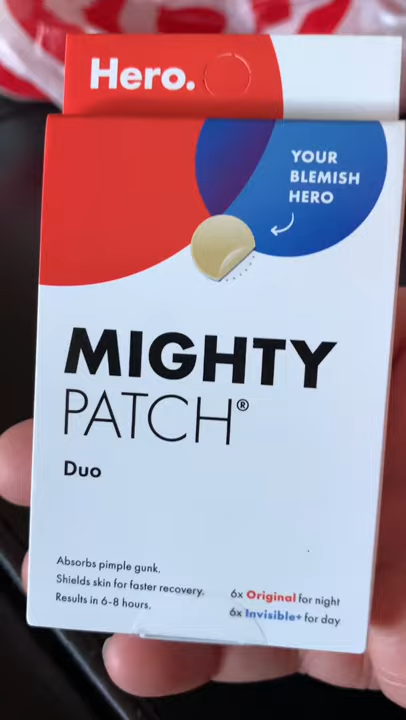 Hero.
YOUR
BLEMISH
HERO
MIGHTY
PATCH®
Duo
Absorbs pimple gunk.
Shields skin for faster recovery.
Results in 6-8 hours.
6x Original for night
6x Invisible+ for day